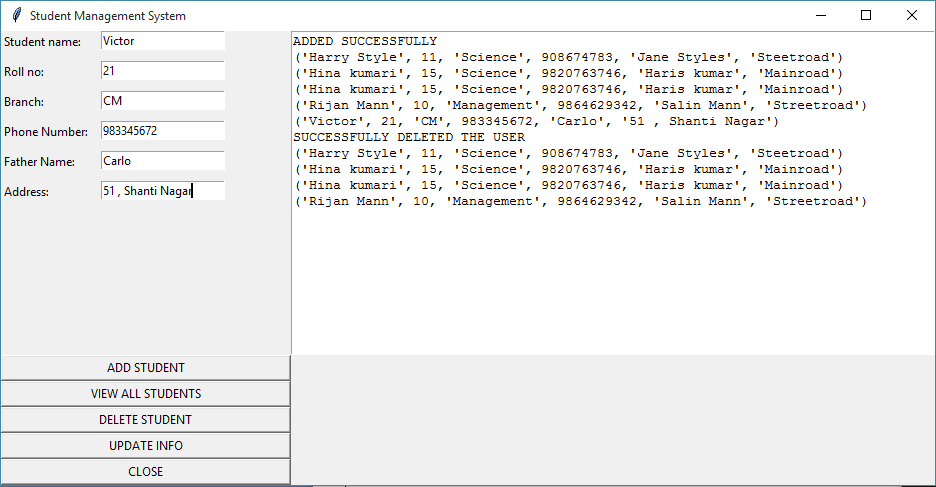 Student Management System
Student name: Victor
Roll no: 21
Branch: CM
Phone Number: 983345672
Father Name: Carlo
Address: 51 , Shanti Nagar
ADDED SUCCESSFULLY
('Harry Style', 11, 'Science', 908674783, 'Jane Styles', 'Steetroad')
('Hina kumari', 15, 'Science', 9820763746, 'Haris kumar', 'Mainroad')
('Hina kumari', 15, 'Science', 9820763746, 'Haris kumar', 'Mainroad')
('Rijan Mann', 10, 'Management', 9864629342, 'Salin Mann', 'Streetroad')
('Victor', 21, 'CM', 983345672, 'Carlo', '51 , Shanti Nagar')
SUCCESSFULLY DELETED THE USER
('Harry Style', 11, 'Science', 908674783, 'Jane Styles', 'Steetroad')
('Hina kumari', 15, 'Science', 9820763746, 'Haris kumar', 'Mainroad')
('Hina kumari', 15, 'Science', 9820763746, 'Haris kumar', 'Mainroad')
('Rijan Mann', 10, 'Management', 9864629342, 'Salin Mann', 'Streetroad')
ADD STUDENT
VIEW ALL STUDENTS
DELETE STUDENT
UPDATE INFO
CLOSE